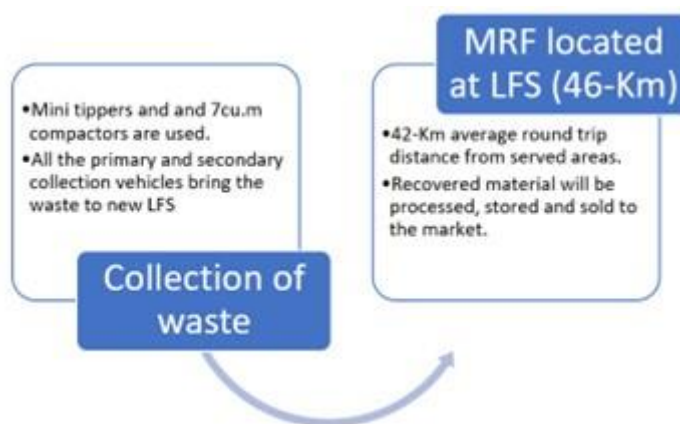 •Mini tippers and and 7cu.m
compactors are used.
•All the primary and secondary
collection vehicles bring the
waste to new LFS
Collection of
waste
MRF located
at LFS (46-Km)
•42-Km average round trip
distance from served areas.
•Recovered material will be
processed, stored and sold to
the market.